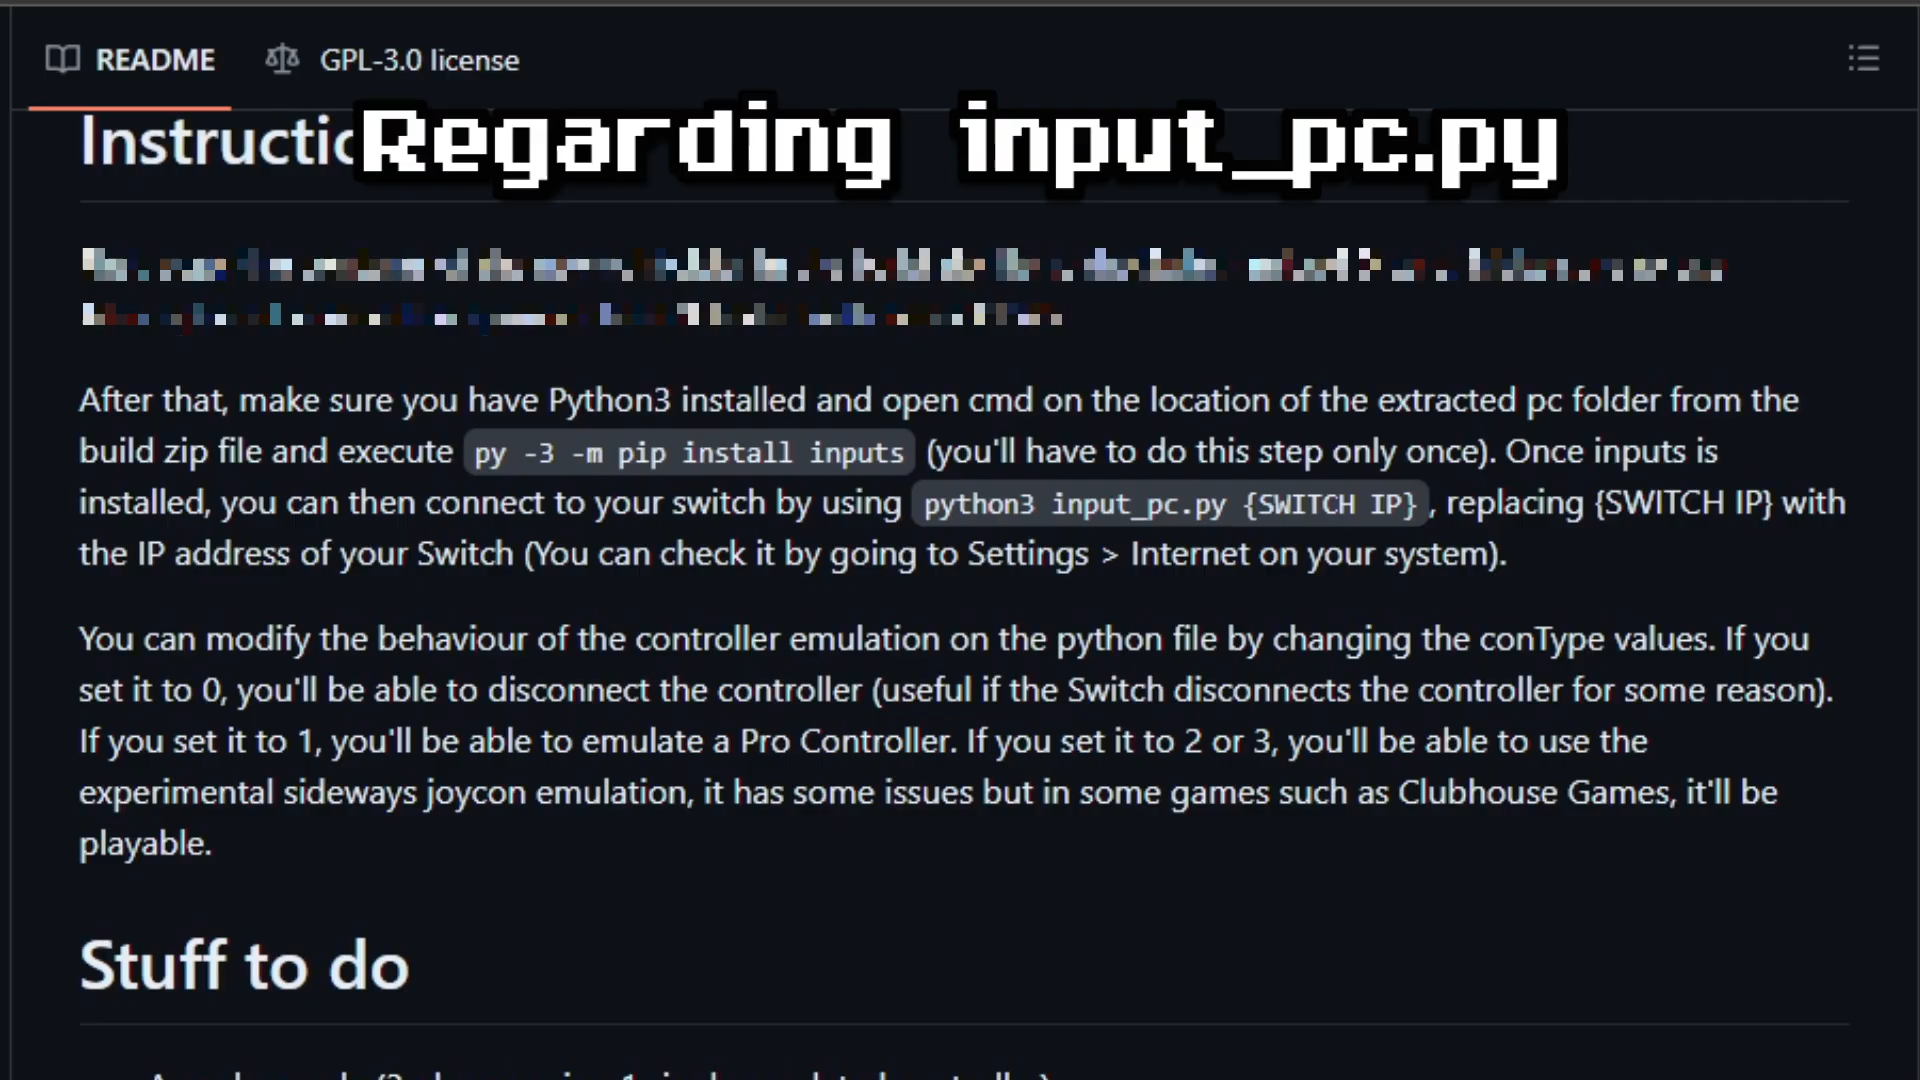 README GPL-3.0 license
Regarding input_pc.py
After that, make sure you have Python3 installed and open cmd on the location of the extracted pc folder from the
build zip file and execute py -3 -m pip install inputs (you'll have to do this step only once). Once inputs is
installed, you can then connect to your switch by using python3 input_pc.py {SWITCH IP}, replacing {SWITCH IP} with
the IP address of your Switch (You can check it by going to Settings > Internet on your system).
You can modify the behaviour of the controller emulation on the python file by changing the conType values. If you
set it to 0, you'll be able to disconnect the controller (useful if the Switch disconnects the controller for some reason).
If you set it to 1, you'll be able to emulate a Pro Controller. If you set it to 2 or 3, you'll be able to use the
experimental sideways joycon emulation, it has some issues but in some games such as Clubhouse Games, it'll be
playable.
Stuff to do